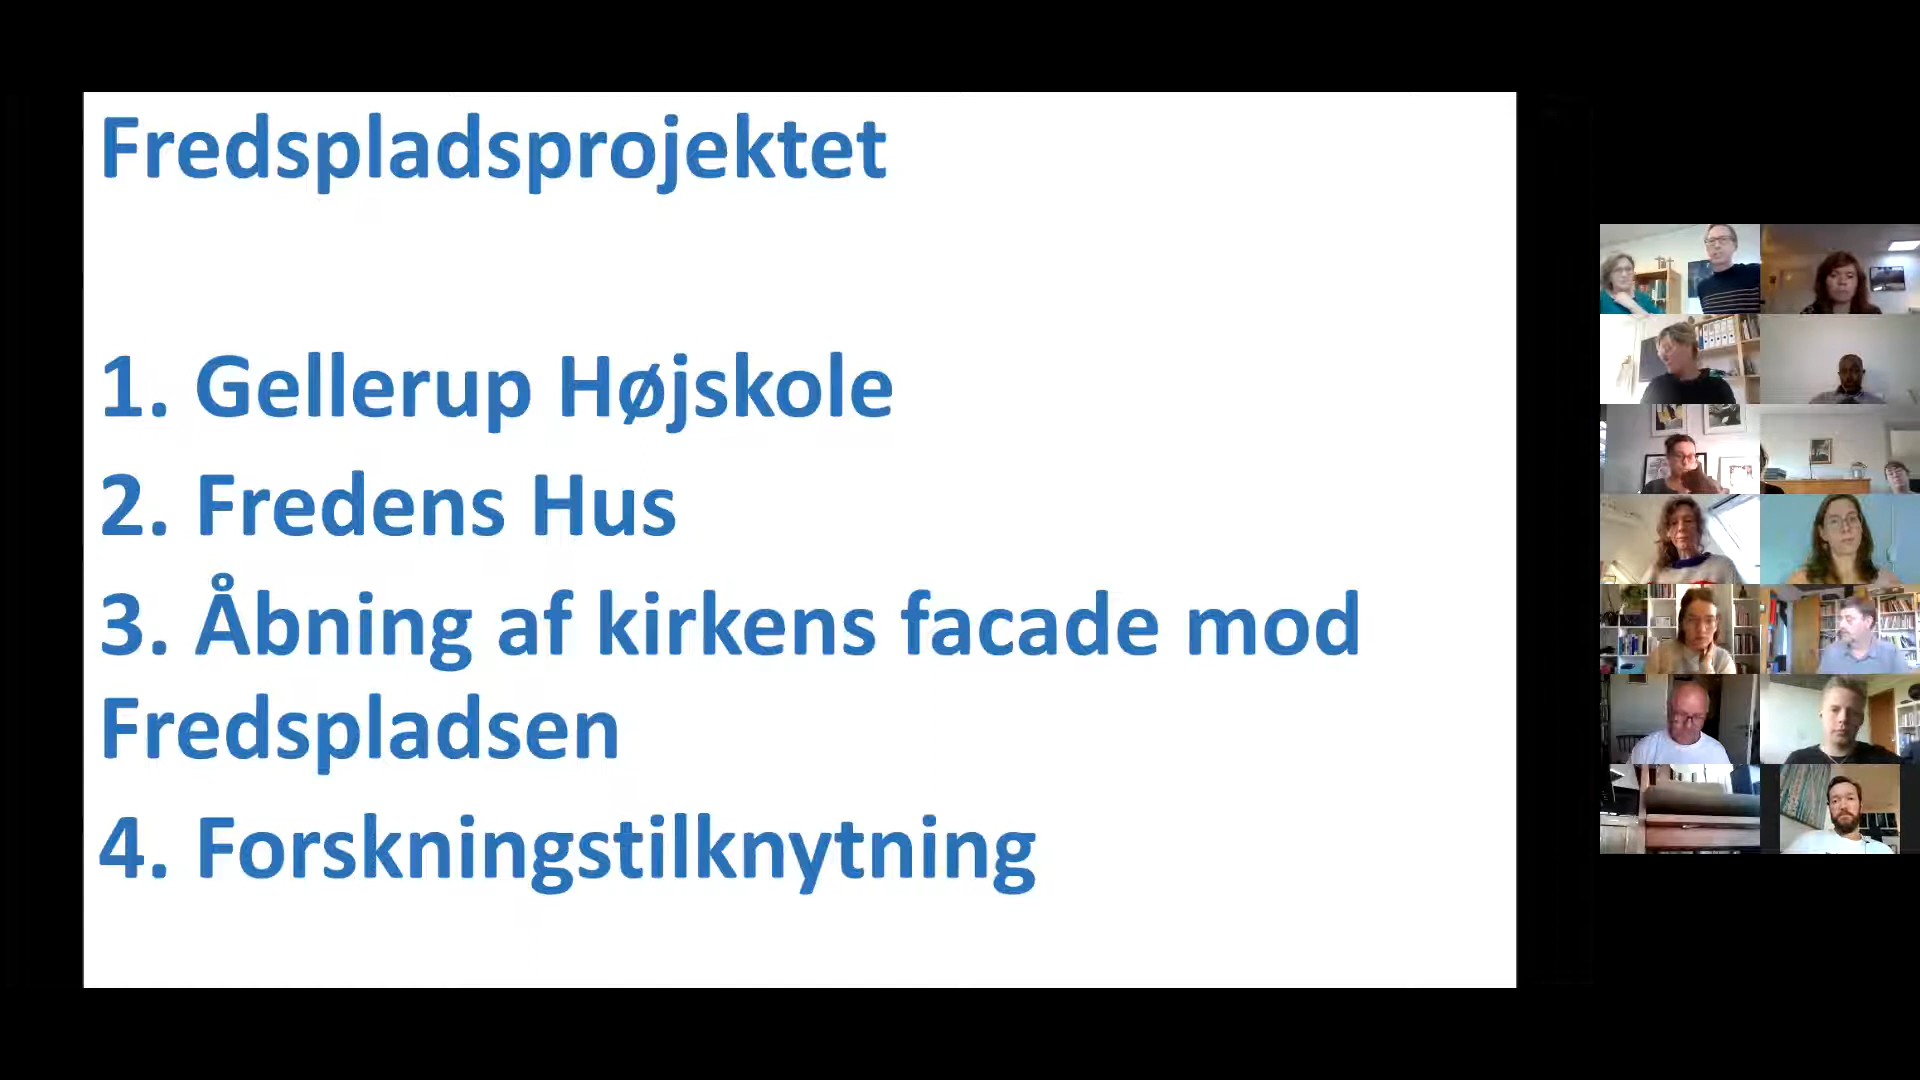 Fredspladsprojektet
1. Gellerup Højskole
2. Fredens Hus
3. Åbning af kirkens facade mod
Fredspladsen
4. Forskningstilknytning